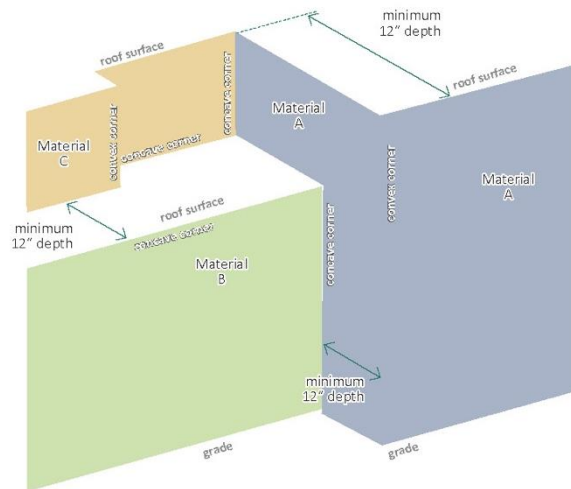 minimum
12" depth
roof surface
roof surface
concave corner
Material
A
Material
C
convex corner
concave corner
Material
A
convex corner
roof surface
concave corner
minimum
12" depth
concave corner
Material
B
minimum
12" depth
grade
grade